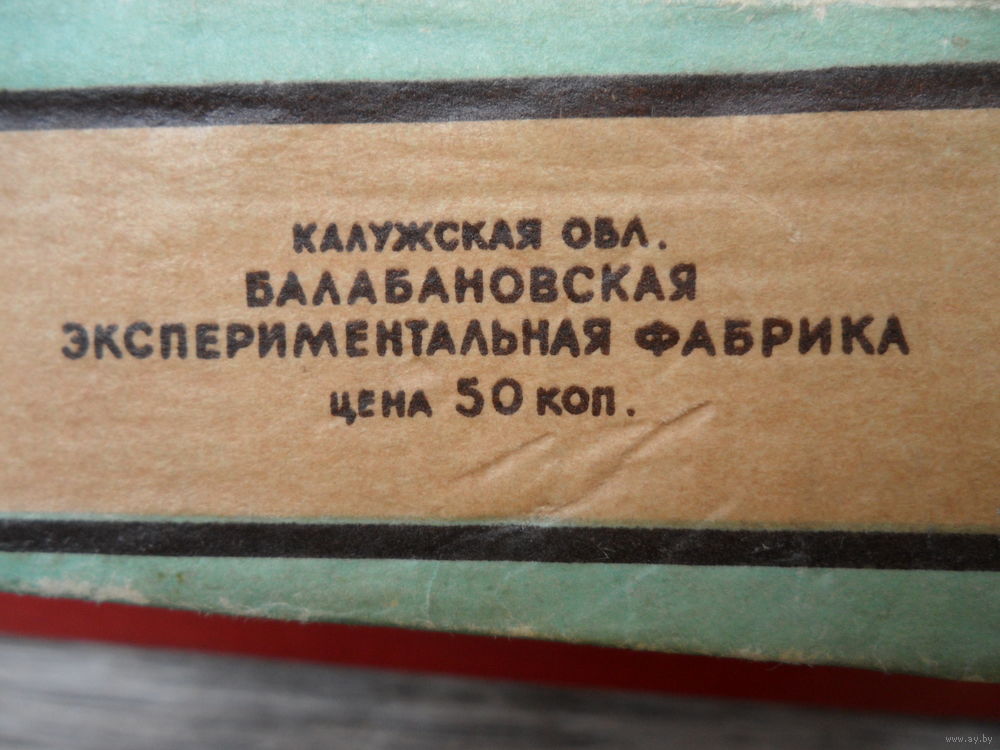 КАЛУЖСКАЯ ОБЛ.
БАЛАБАНОВСКАЯ
ЭКСПЕРИМЕНТАЛЬНАЯ ФАБРИКА
ЦЕНА 50 КОП.
www.ay.by